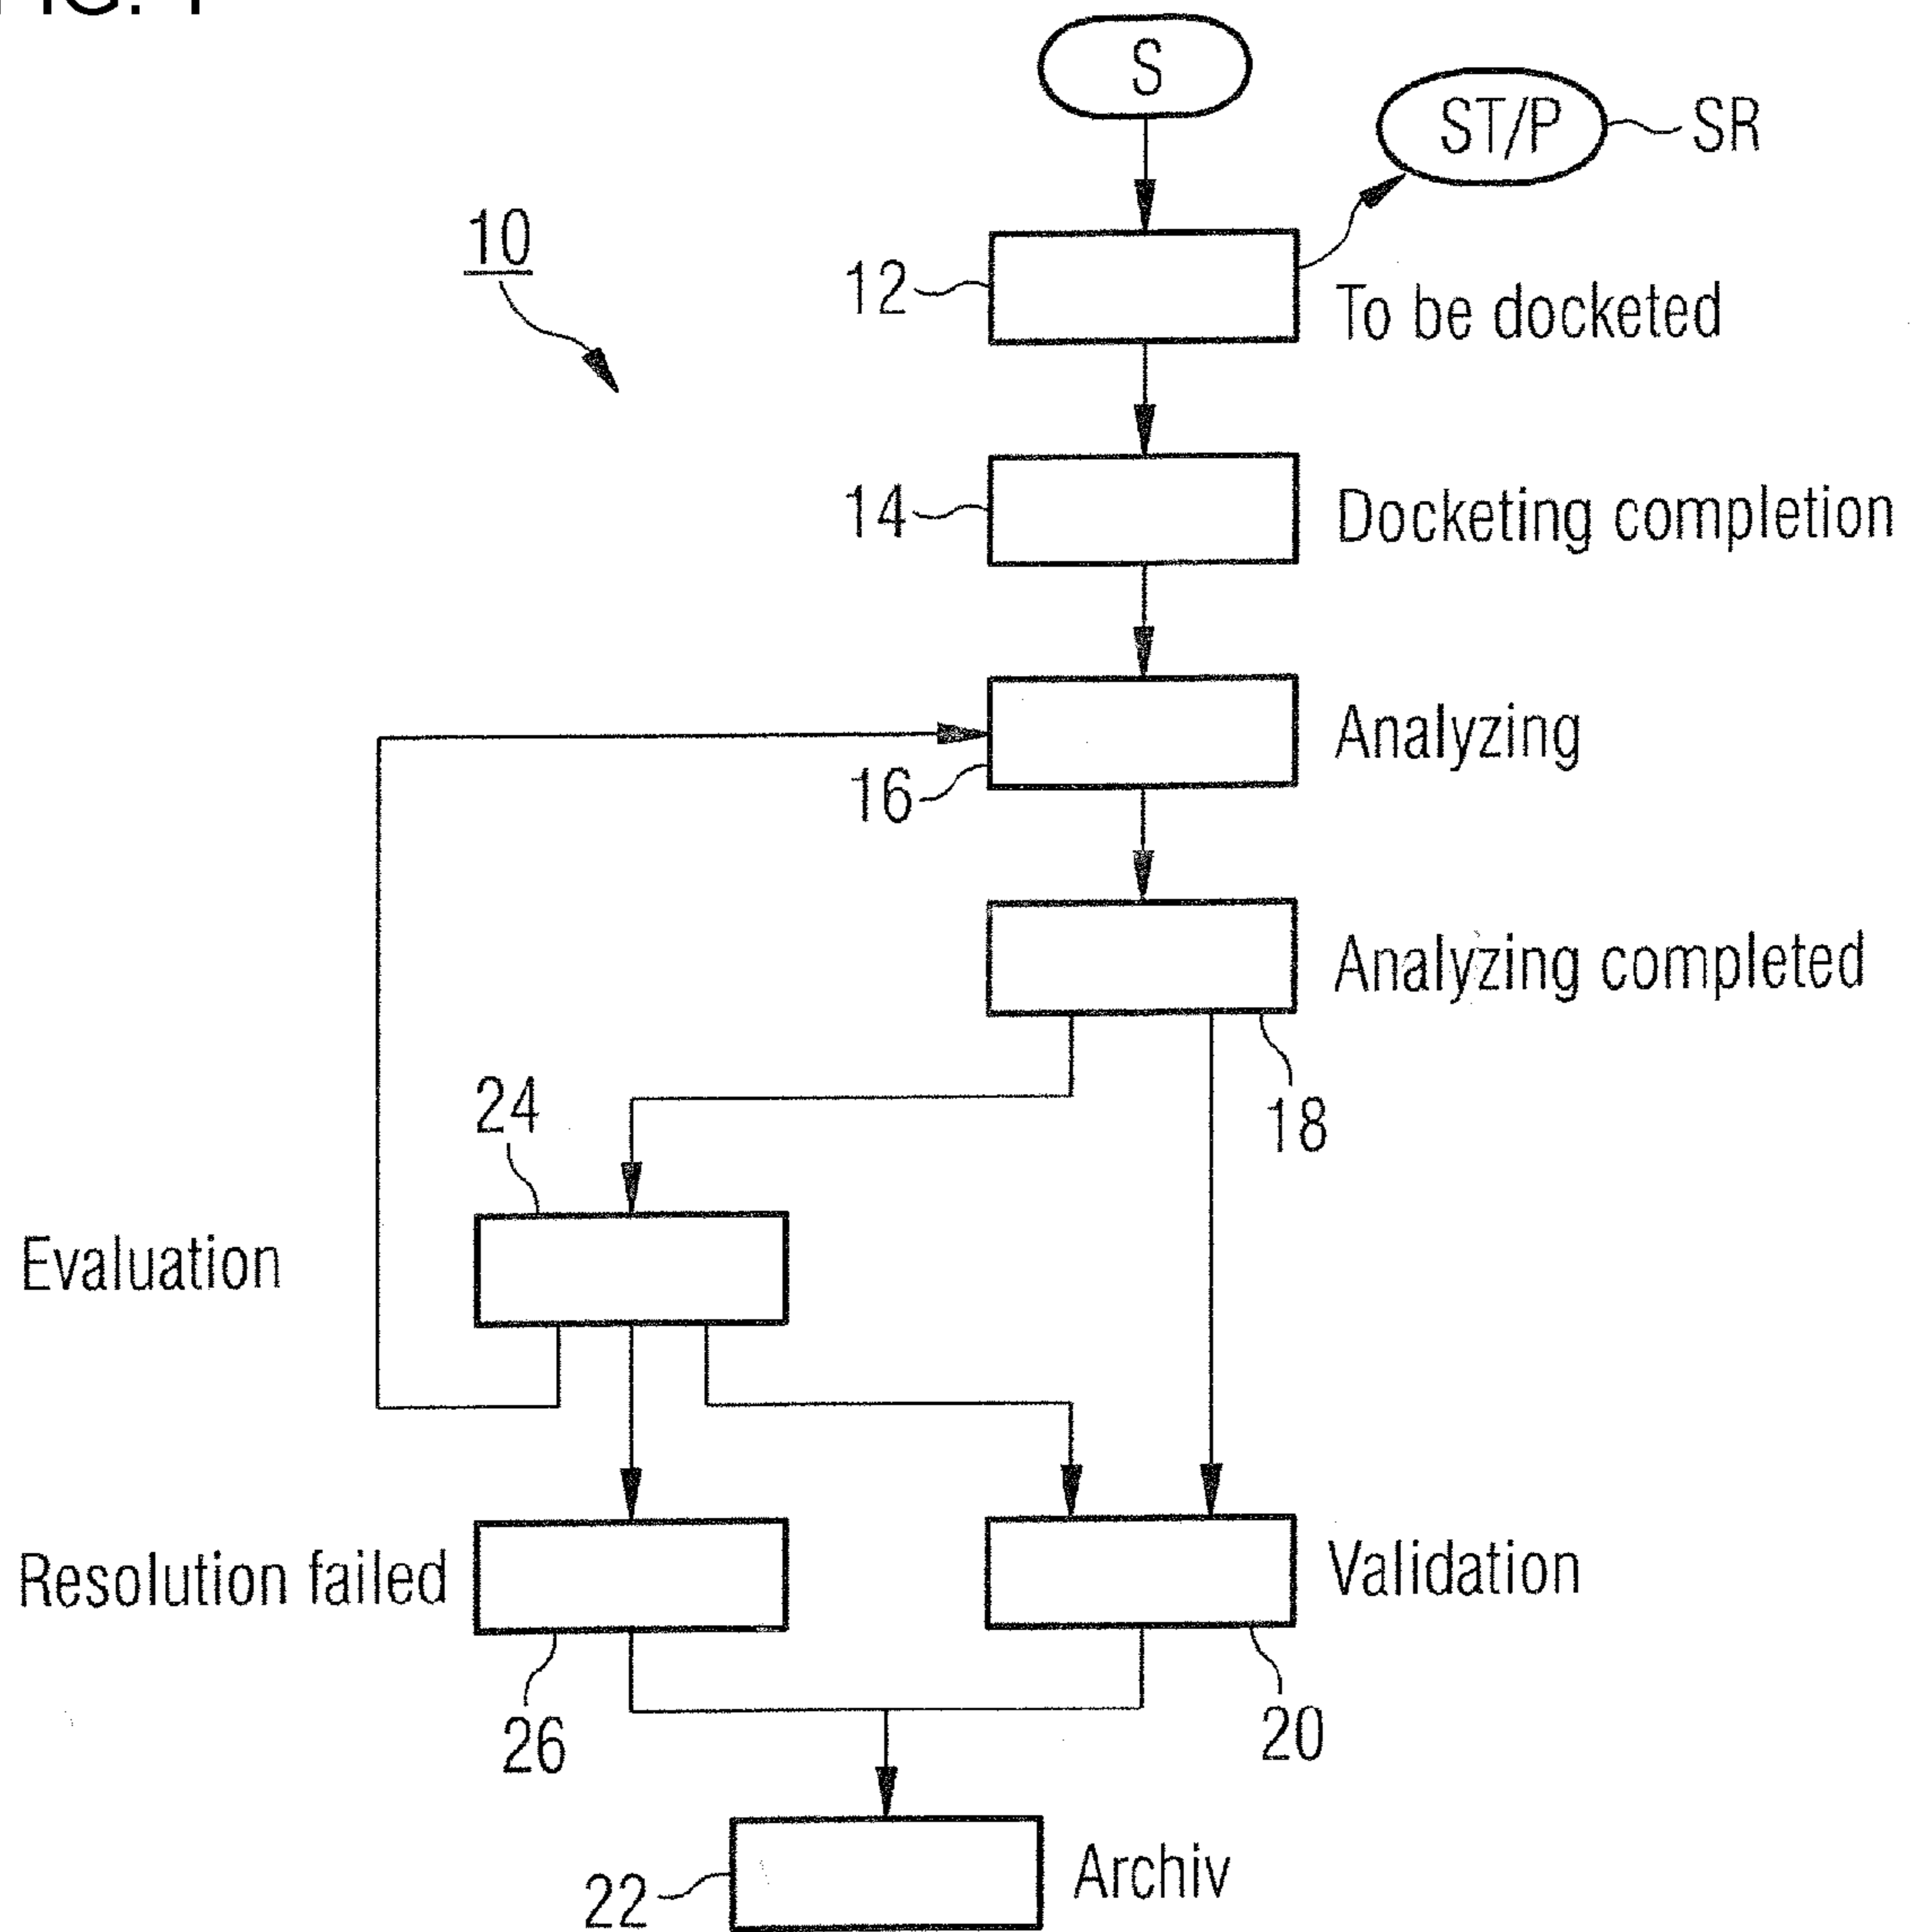 S
ST/P SR
10
12 To be docketed
14 Docketing completion
Analyzing
16
Analyzing completed
18
24
Evaluation
Resolution failed
Validation
26
20
22 Archiv